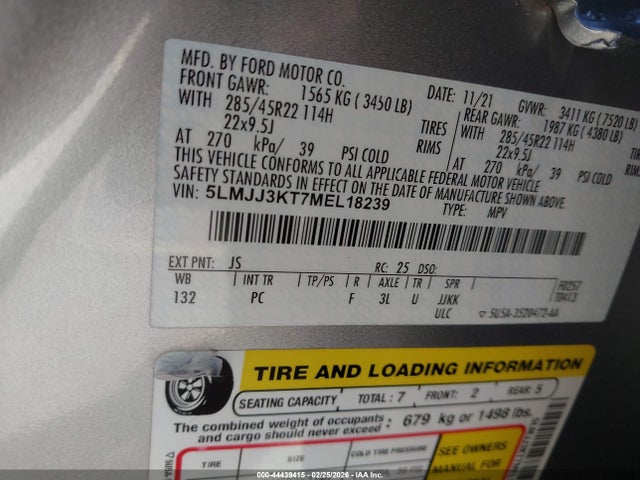 MFD. BY FORD MOTOR CO.
DATE: 11/21 GVWR: 3411 KG ( 7520 LB)
FRONT GAWR: 1565 KG ( 3450 LB) REAR GAWR: 1987 KG ( 4380 LB)
WITH 285/45R22 114H TIRES WITH 285/45R22 114H
22x9.5J RIMS 22x9.5J
AT 270 kPa/ 39 PSI COLD AT 270 kPa/ 39
THIS VEHICLE CONFORMS TO ALL APPLICABLE FEDERAL MOTOR VEHICLE
SAFETY STANDARDS IN EFFECT ON THE DATE OF MANUFACTURE SHOWN ABOVE.
VIN: 5LMJJ3KT7MEL18239
TYPE: MPV
EXT PNT: JS RC: 25 DSO:
WB INT TR TP/PS R AXLE TR SPR F0257
132 PC F 3L U JJKK T0413
ULC
TIRE AND LOADING INFORMATION
SEATING CAPACITY TOTAL : 7 FRONT: 2 REAR: 5
The combined weight of occupants : 679 kg or 1498 lbs.
and cargo should never exceed
TIRE SIZE COLD TIRE PRESSURE SEE OWNERS
MANUAL FOR
000-44439415 - 02/25/2026 - IAA Inc.